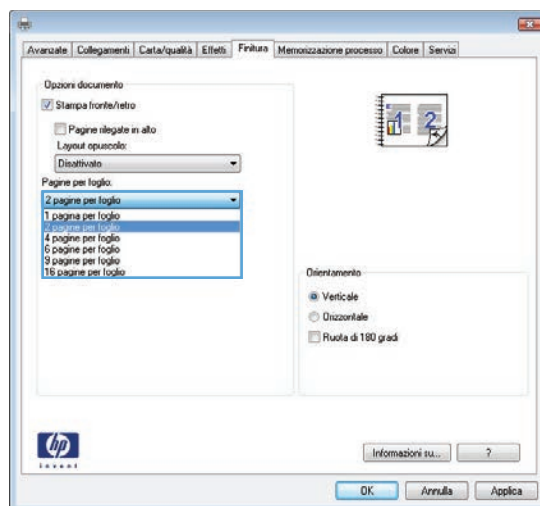 Avanzate Collegamenti Carta/qualità Effetti Finitura Memorizzazione processo Colore Servizi
Opzioni documento
Stampa fronte/retro
Pagine rilegate in alto
Layout opuscolo:
Disattivato
Pagine per foglio:
2 pagine per foglio
1 pagina per foglio
2 pagine per foglio
4 pagine per foglio
6 pagine per foglio
9 pagine per foglio
16 pagine per foglio
1 2
Orientamento
Verticale
Orizzontale
Ruota di 180 gradi
hp
invent
Informazioni su... ?
OK Annulla Applica